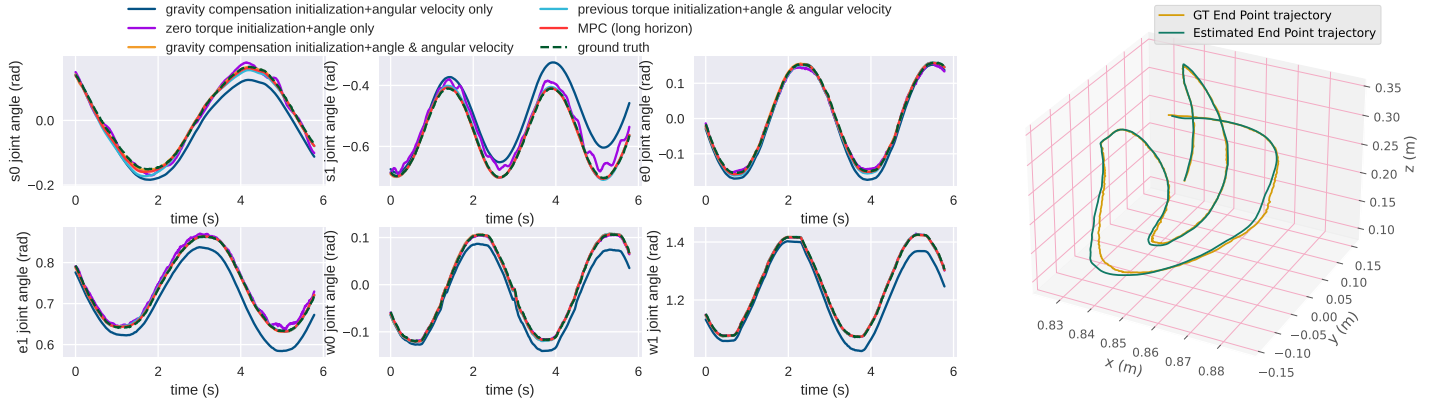 gravity compensation initialization+angular velocity only
zero torque initialization+angle only
gravity compensation initialization+angle & angular velocity
previous torque initialization+angle & angular velocity
MPC (long horizon)
ground truth
s0 joint angle (rad)
0.0
−0.2
0 2 4 6
time (s)
s1 joint angle (rad)
−0.4
−0.6
0 2 4 6
time (s)
e0 joint angle (rad)
0.1
0.0
−0.1
0 2 4 6
time (s)
e1 joint angle (rad)
0.8
0.7
0.6
0 2 4 6
time (s)
w0 joint angle (rad)
0.1
0.0
−0.1
0 2 4 6
time (s)
w1 joint angle (rad)
1.4
1.2
0 2 4 6
time (s)
GT End Point trajectory
Estimated End Point trajectory
0.35
0.30
0.25
0.20
0.15
0.10
z (m)
0.15
0.10
0.05
0.00
−0.05
−0.10
−0.15
y (m)
0.83
0.84
0.85
0.86
0.87
0.88
x (m)